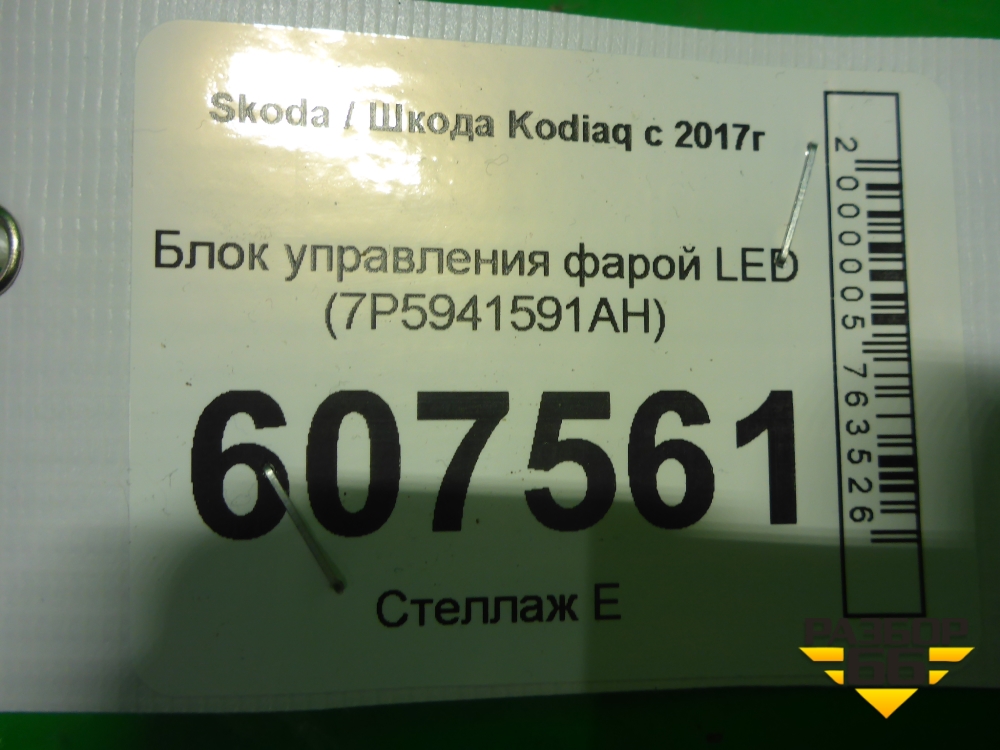 Skoda / Шкода Kodiaq с 2017г
Блок управления фарой LED
(7P5941591AH)
607561
Стеллаж Е
2000005763526
РАЗБОР
66